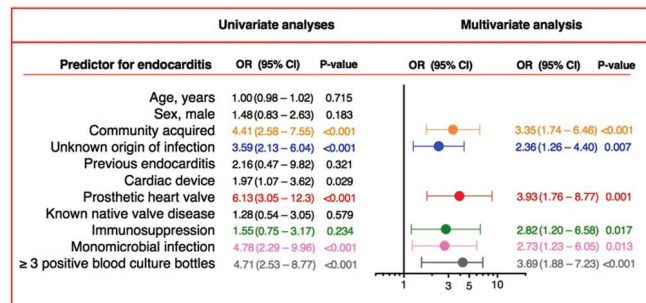 Univariate analyses Multivariate analysis
Predictor for endocarditis OR (95% CI) P-value OR (95% CI) OR (95% CI) P-value
Age, years 1.00 (0.98 – 1.02) 0.715
Sex, male 1.48 (0.83 – 2.63) 0.183
Community acquired 4.41 (2.58 – 7.55) <0.001 3.35 (1.74 – 6.46) <0.001
Unknown origin of infection 3.59 (2.13 – 6.04) <0.001 2.36 (1.26 – 4.40) 0.007
Previous endocarditis 2.16 (0.47 – 9.82) 0.321
Cardiac device 1.97 (1.07 – 3.62) 0.029
Prosthetic heart valve 6.13 (3.05 – 12.3) <0.001 3.93 (1.76 – 8.77) 0.001
Known native valve disease 1.28 (0.54 – 3.05) 0.579
Immunosuppression 1.55 (0.75 – 3.17) 0.234 2.82 (1.20 – 6.58) 0.017
Monomicrobial infection 4.78 (2.29 – 9.96) <0.001 2.73 (1.23 – 6.05) 0.013
≥ 3 positive blood culture bottles 4.71 (2.53 – 8.77) <0.001 3.69 (1.88 – 7.23) <0.001
1 3 5 10